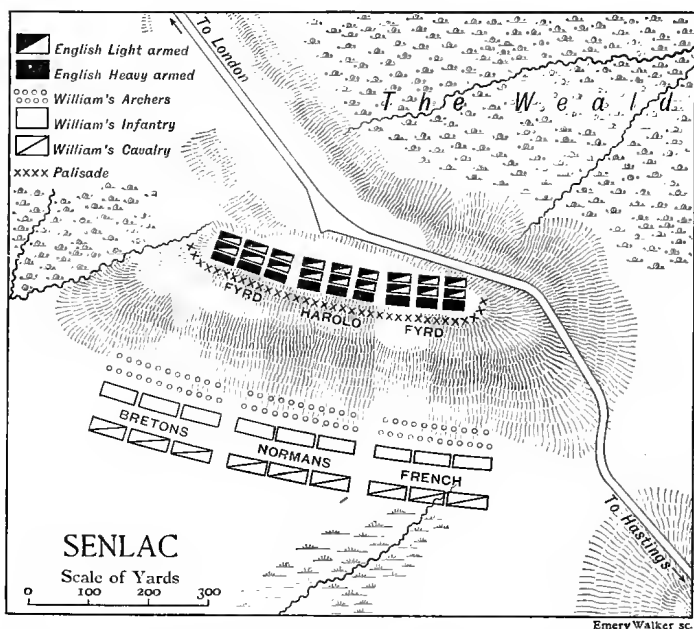 English Light armed
English Heavy armed
William's Archers
William's Infantry
William's Cavalry
xxxx Palisade
To London
The Weald
FYRD
HAROLO
FYRD
BRETONS
NORMANS
FRENCH
To Hastings
SENLAC
Scale of Yards
0 100 200 300
Emery Walker sc.